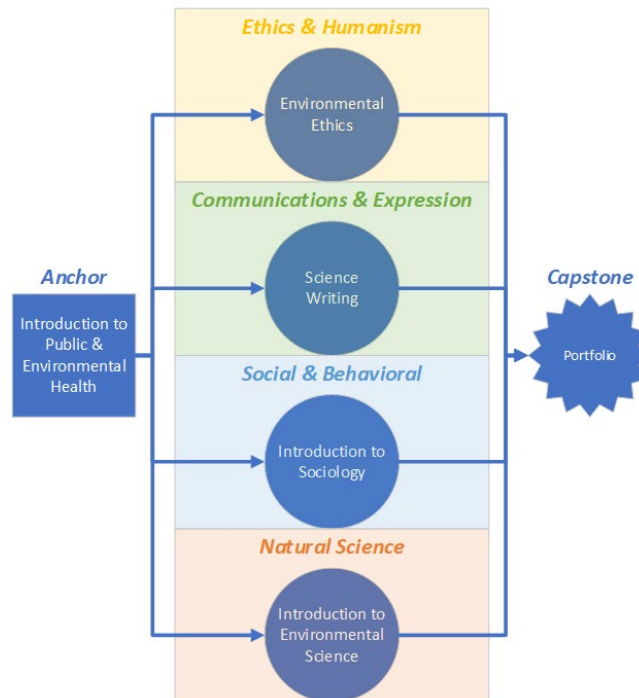 Ethics & Humanism
Environmental
Ethics
Communications & Expression
Science
Writing
Anchor
Introduction to
Public &
Environmental
Health
Capstone
Portfolio
Social & Behavioral
Introduction to
Sociology
Natural Science
Introduction to
Environmental
Science